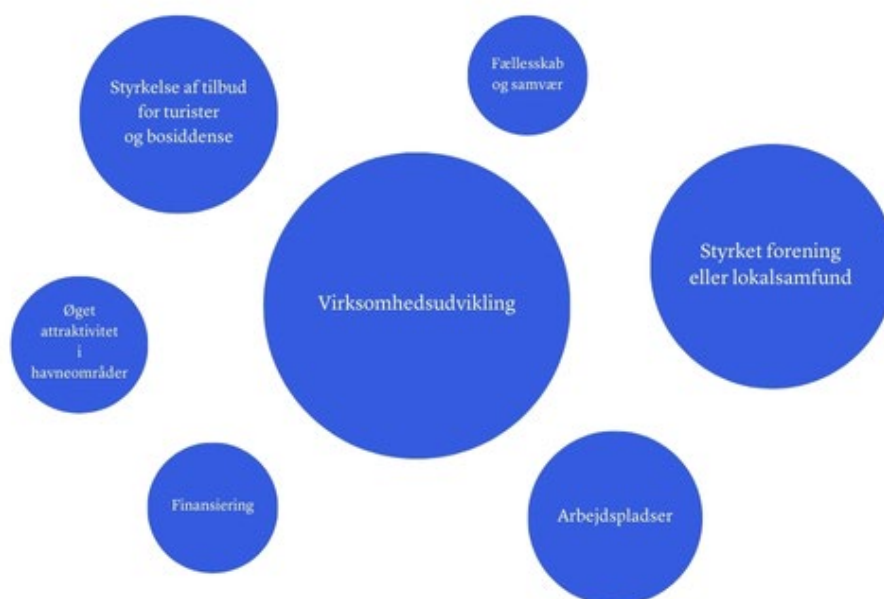 Styrkelse af tilbud
for turister
og bosiddense
Fællesskab
og samvær
Virksomhedsudvikling
Styrket forening
eller lokalsamfund
Øget
attraktivitet
i
havneområder
Finansiering
Arbejdspladser